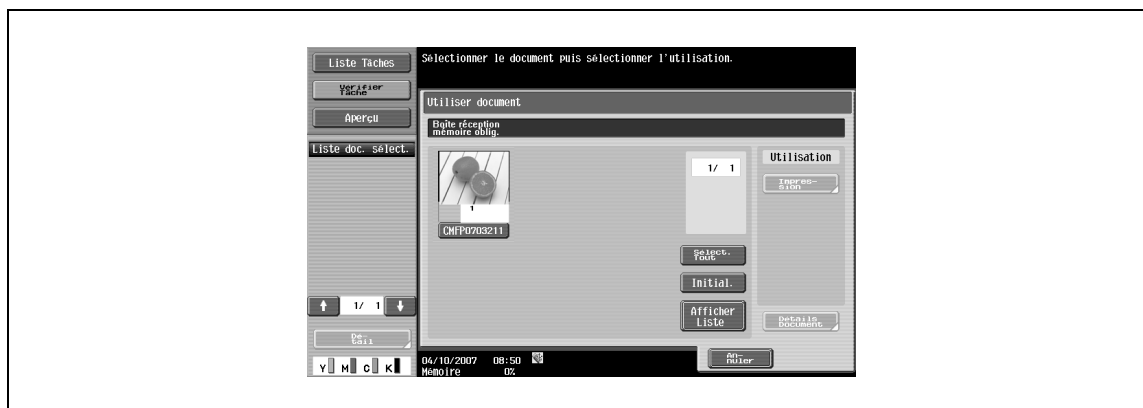 Liste Tâches
Vérifier
Tâche
Aperçu
Liste doc. sélect.
1/ 1
Dé-
tail
Y M C K
Sélectionner le document puis sélectionner l'utilisation.
Utiliser document
Boîte réception
mémoire oblig.
1
CMFP0703211
1/ 1
Select.
Tout
Initial.
Afficher
Liste
Utilisation
Impres-
sion
Détails
Document
An-
nuler
04/10/2007 08:50
Mémoire 0%